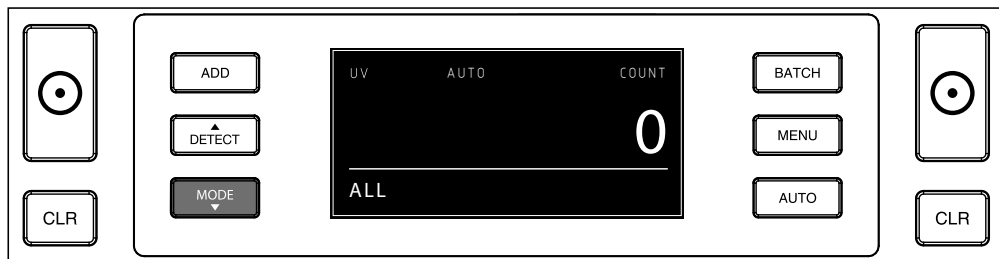 ADD
DETECT
MODE
CLR
UV AUTO COUNT
0
ALL
BATCH
MENU
AUTO
CLR